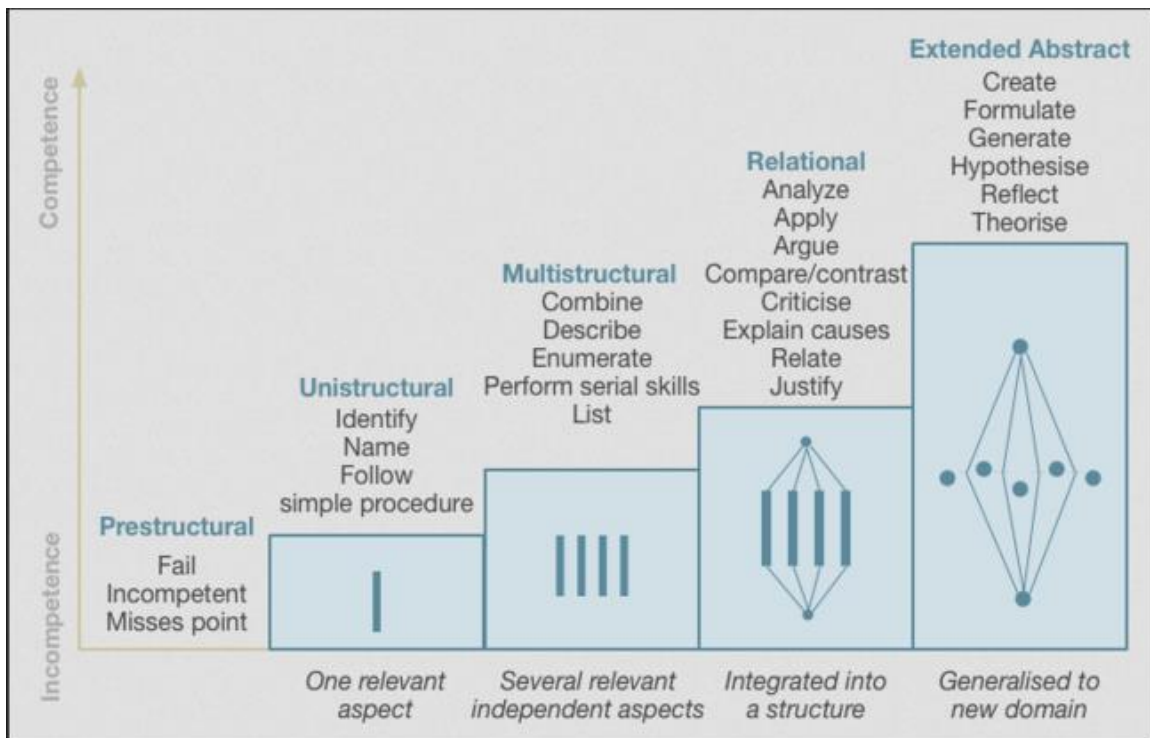 Competence
Incompetence
Prestructural
Fail
Incompetent
Misses point
Unistructural
Identify
Name
Follow
simple procedure
One relevant
aspect
Multistructural
Combine
Describe
Enumerate
Perform serial skills
List
Several relevant
independent aspects
Relational
Analyze
Apply
Argue
Compare/contrast
Criticise
Explain causes
Relate
Justify
Integrated into
a structure
Extended Abstract
Create
Formulate
Generate
Hypothesise
Reflect
Theorise
Generalised to
new domain